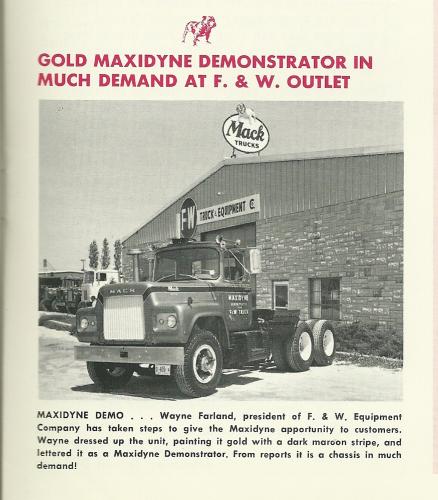 GOLD MAXIDYNE DEMONSTRATOR IN
MUCH DEMAND AT F. & W. OUTLET
Mack
TRUCKS
F-W
TRUCK & EQUIPMENT C.
MACK
MAXIDYNE
F&W TRUCK
MAXIDYNE DEMO . . . Wayne Farland, president of F. & W. Equipment
Company has taken steps to give the Maxidyne opportunity to customers.
Wayne dressed up the unit, painting it gold with a dark maroon stripe, and
lettered it as a Maxidyne Demonstrator. From reports it is a chassis in much
demand!